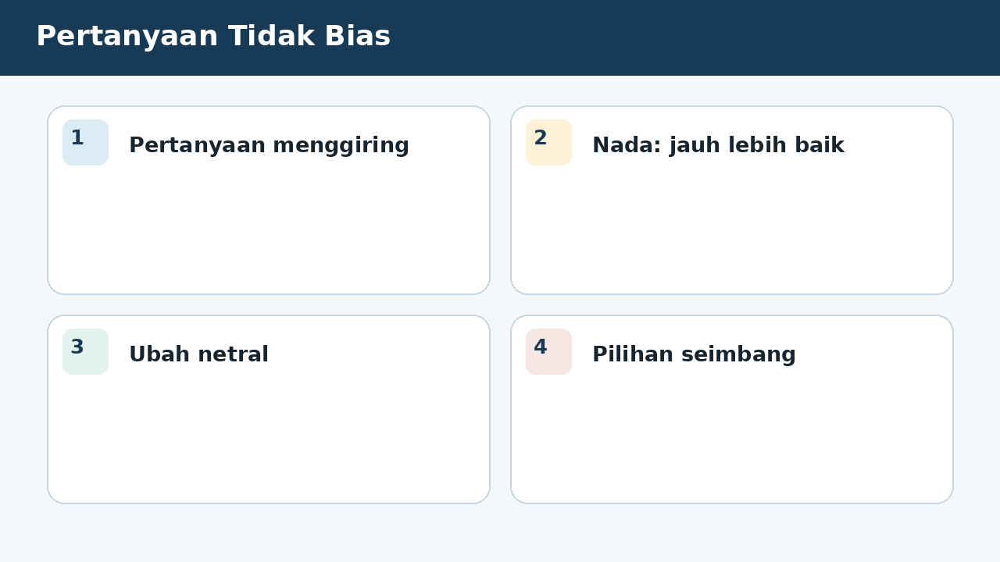 Pertanyaan Tidak Bias
1
Pertanyaan menggiring
2
Nada: jauh lebih baik
3
Ubah netral
4
Pilihan seimbang